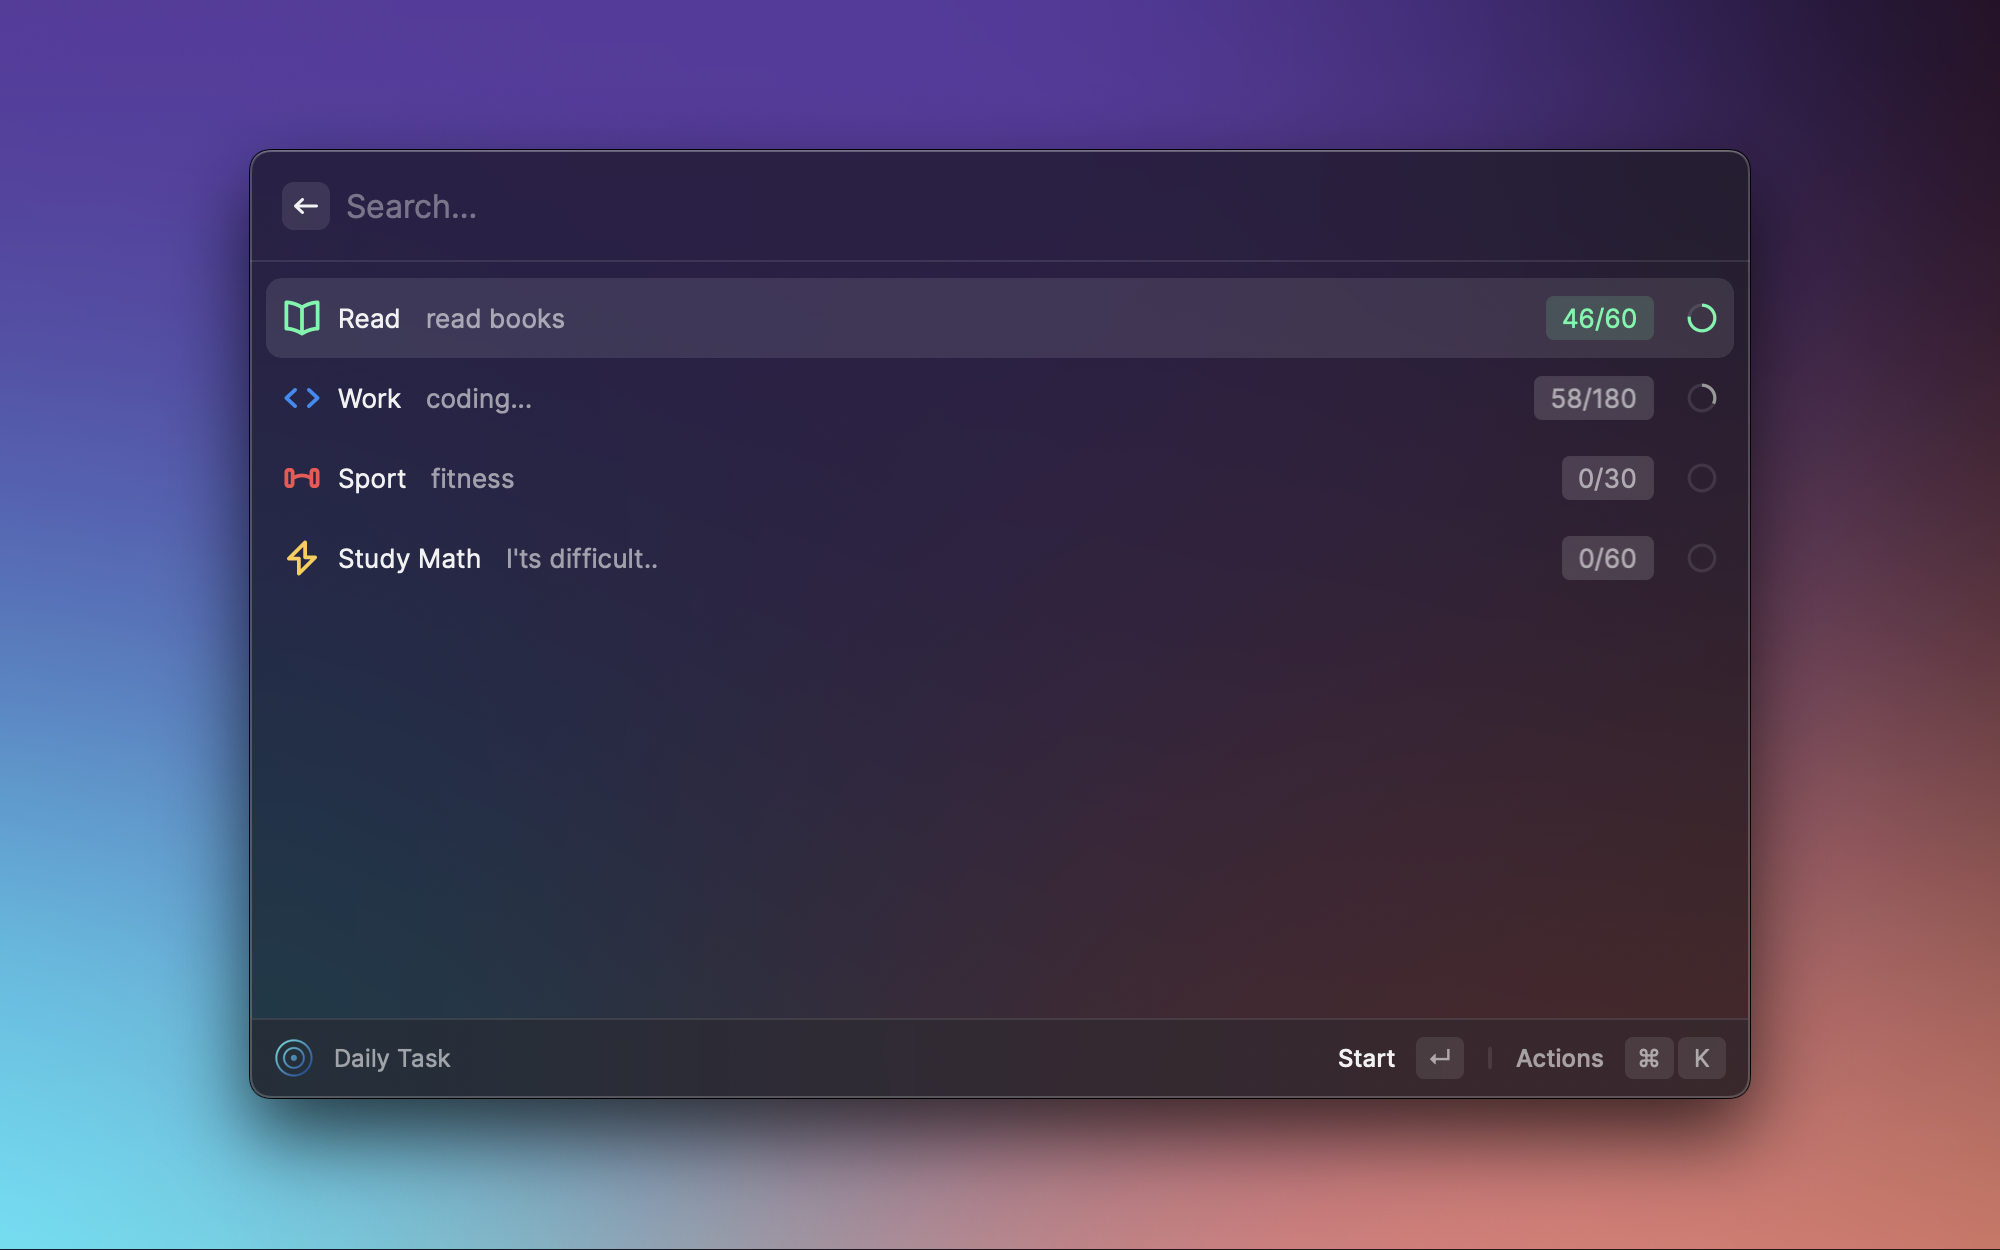 Search...
Read read books 46/60
Work coding... 58/180
Sport fitness 0/30
Study Math I'ts difficult.. 0/60
Daily Task Start ↵ Actions ⌘ K